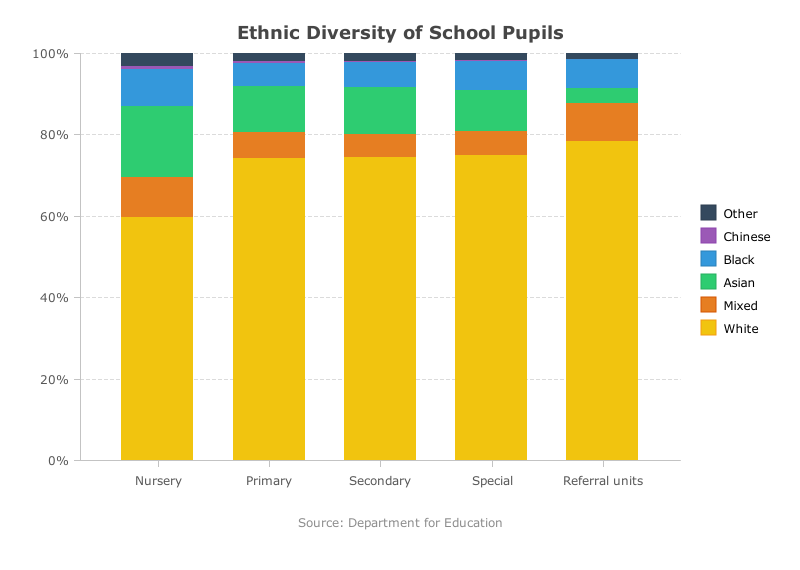 Ethnic Diversity of School Pupils
100%
80%
60%
40%
20%
0%
Nursery
Primary
Secondary
Special
Referral units
Other
Chinese
Black
Asian
Mixed
White
Source: Department for Education